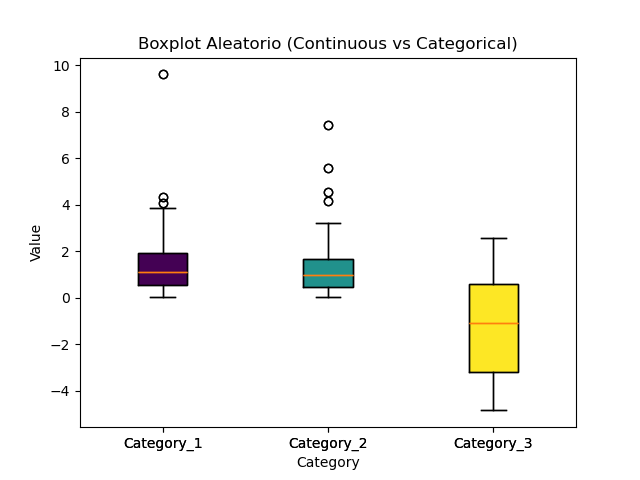 Boxplot Aleatorio (Continuous vs Categorical)
10
8
6
4
2
0
−2
−4
Value
Category_1
Category_2
Category_3
Category